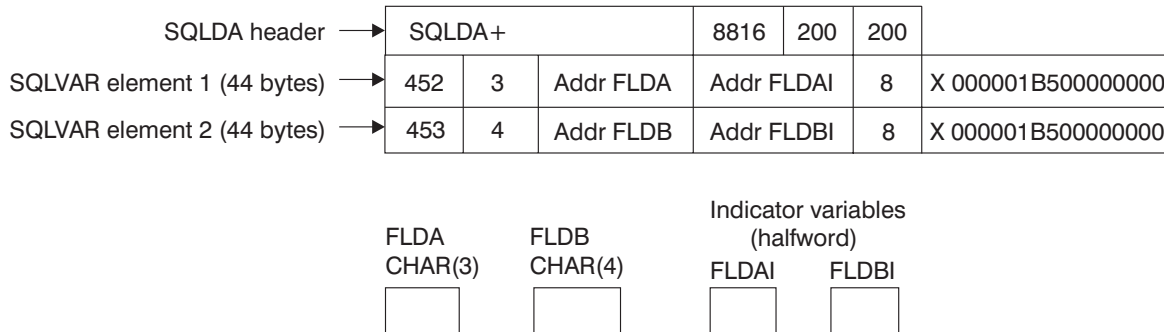 SQLDA header SQLDA+ 8816 200 200
SQLVAR element 1 (44 bytes) 452 3 Addr FLDA Addr FLDAI 8 X 000001B500000000
SQLVAR element 2 (44 bytes) 453 4 Addr FLDB Addr FLDBI 8 X 000001B500000000
Indicator variables
FLDA FLDB (halfword)
CHAR(3) CHAR(4) FLDAI FLDBI